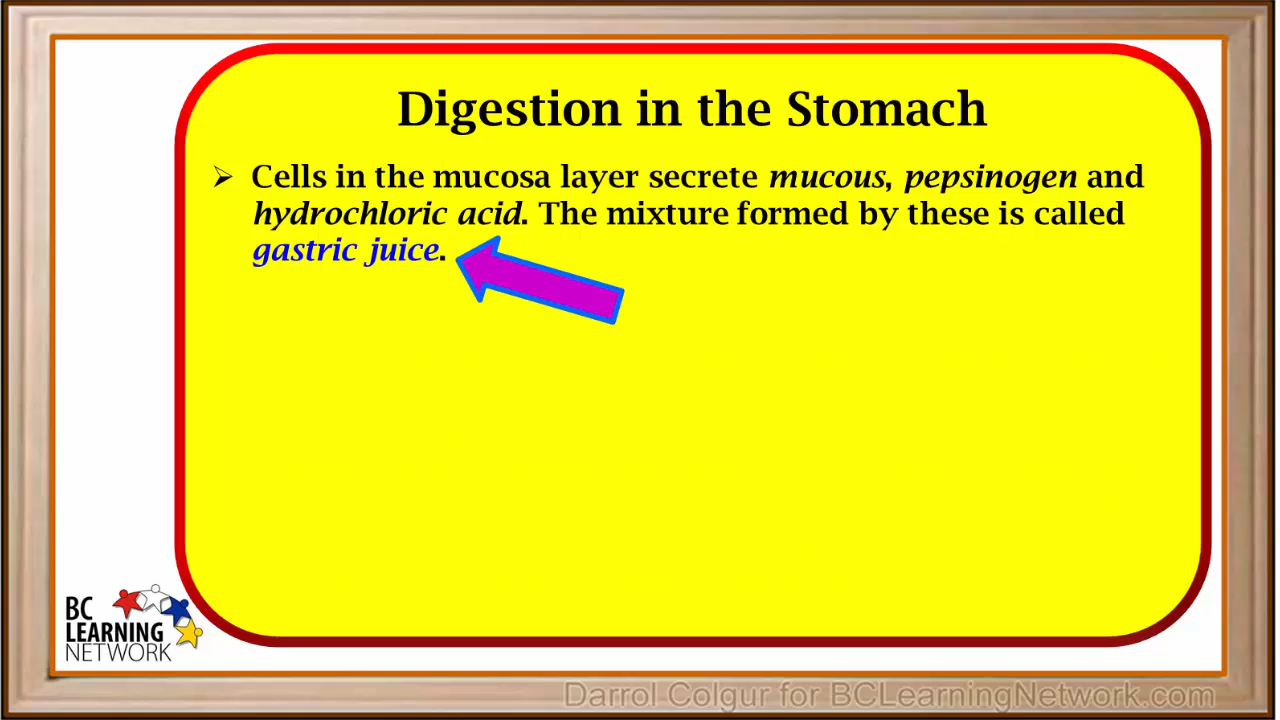 Digestion in the Stomach
➢ Cells in the mucosa layer secrete mucous, pepsinogen and
hydrochloric acid. The mixture formed by these is called
gastric juice.
BC
LEARNING
NETWORK
Darrol Colgur for BCLearningNetwork.com